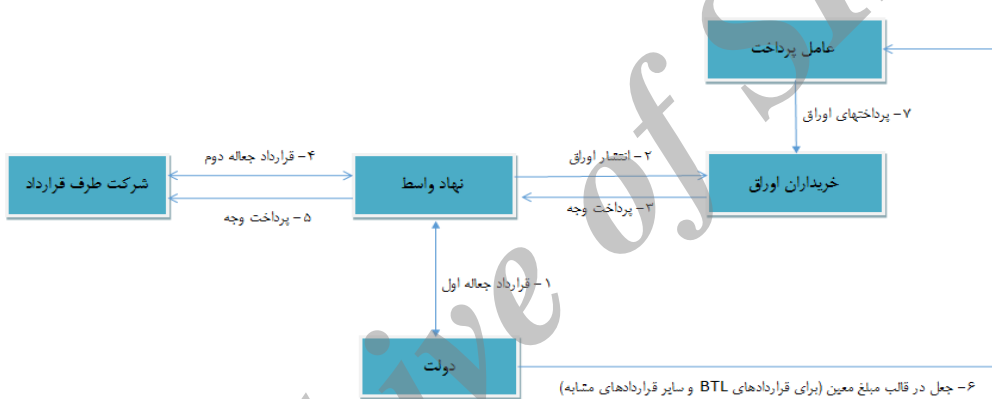 عامل پرداخت
۷- پرداختهای اوراق
۴- قرارداد جعاله دوم
۲- انتشار اوراق
شرکت طرف قرارداد
نهاد واسط
خریداران اوراق
۵- پرداخت وجه
۳- پرداخت وجه
۱- قرارداد جعاله اول
دولت
۶- جعل در قالب مبلغ معین (برای قراردادهای BTL و سایر قراردادهای مشابه)
ive of S